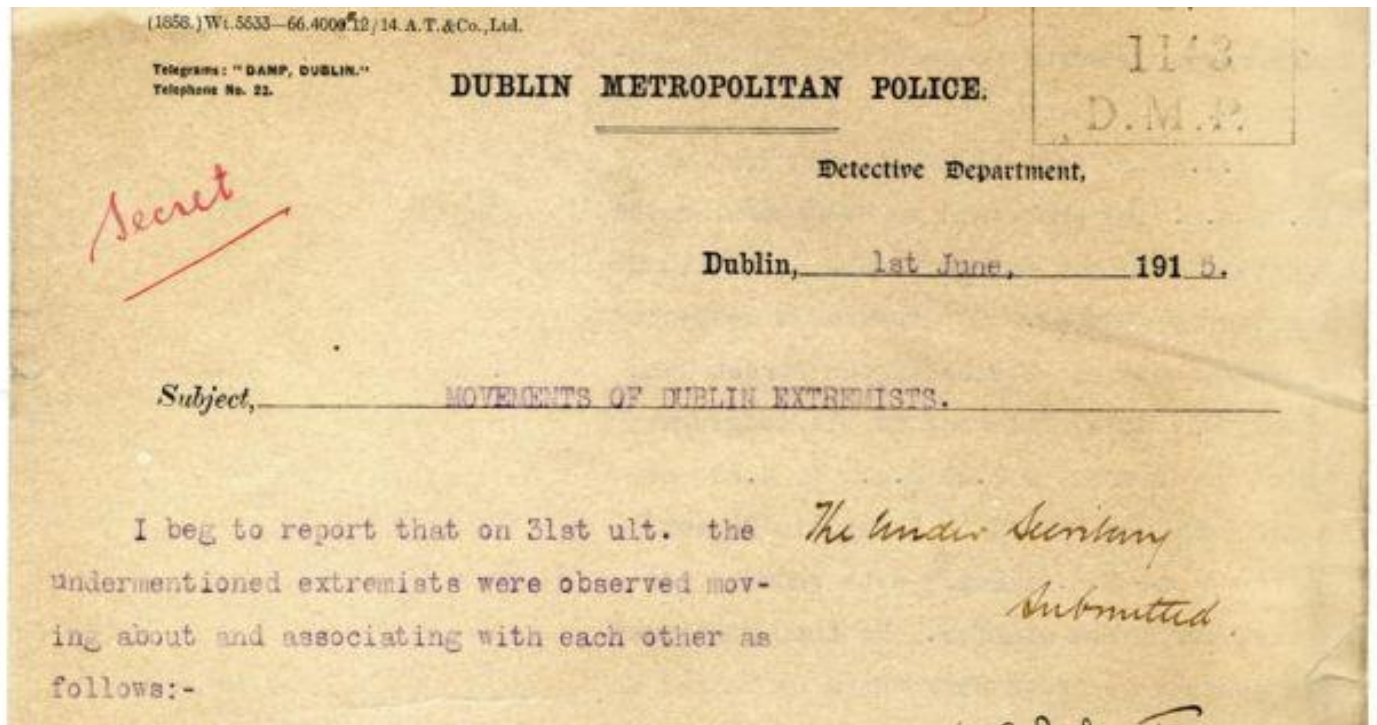 (1858.) Wt. 5533—66. 4000. 12/14. A.T.&Co., Ltd.
Telegrams: "DAMP, DUBLIN."
Telephone No. 22.
DUBLIN METROPOLITAN POLICE.
1143
D.M.P.
Detective Department,
Secret
Dublin, 1st June, 1915.
Subject, MOVEMENTS OF DUBLIN EXTREMISTS.
I beg to report that on 31st ult. the
undermentioned extremists were observed mov-
ing about and associating with each other as
follows:-
The Under Secretary
Submitted.